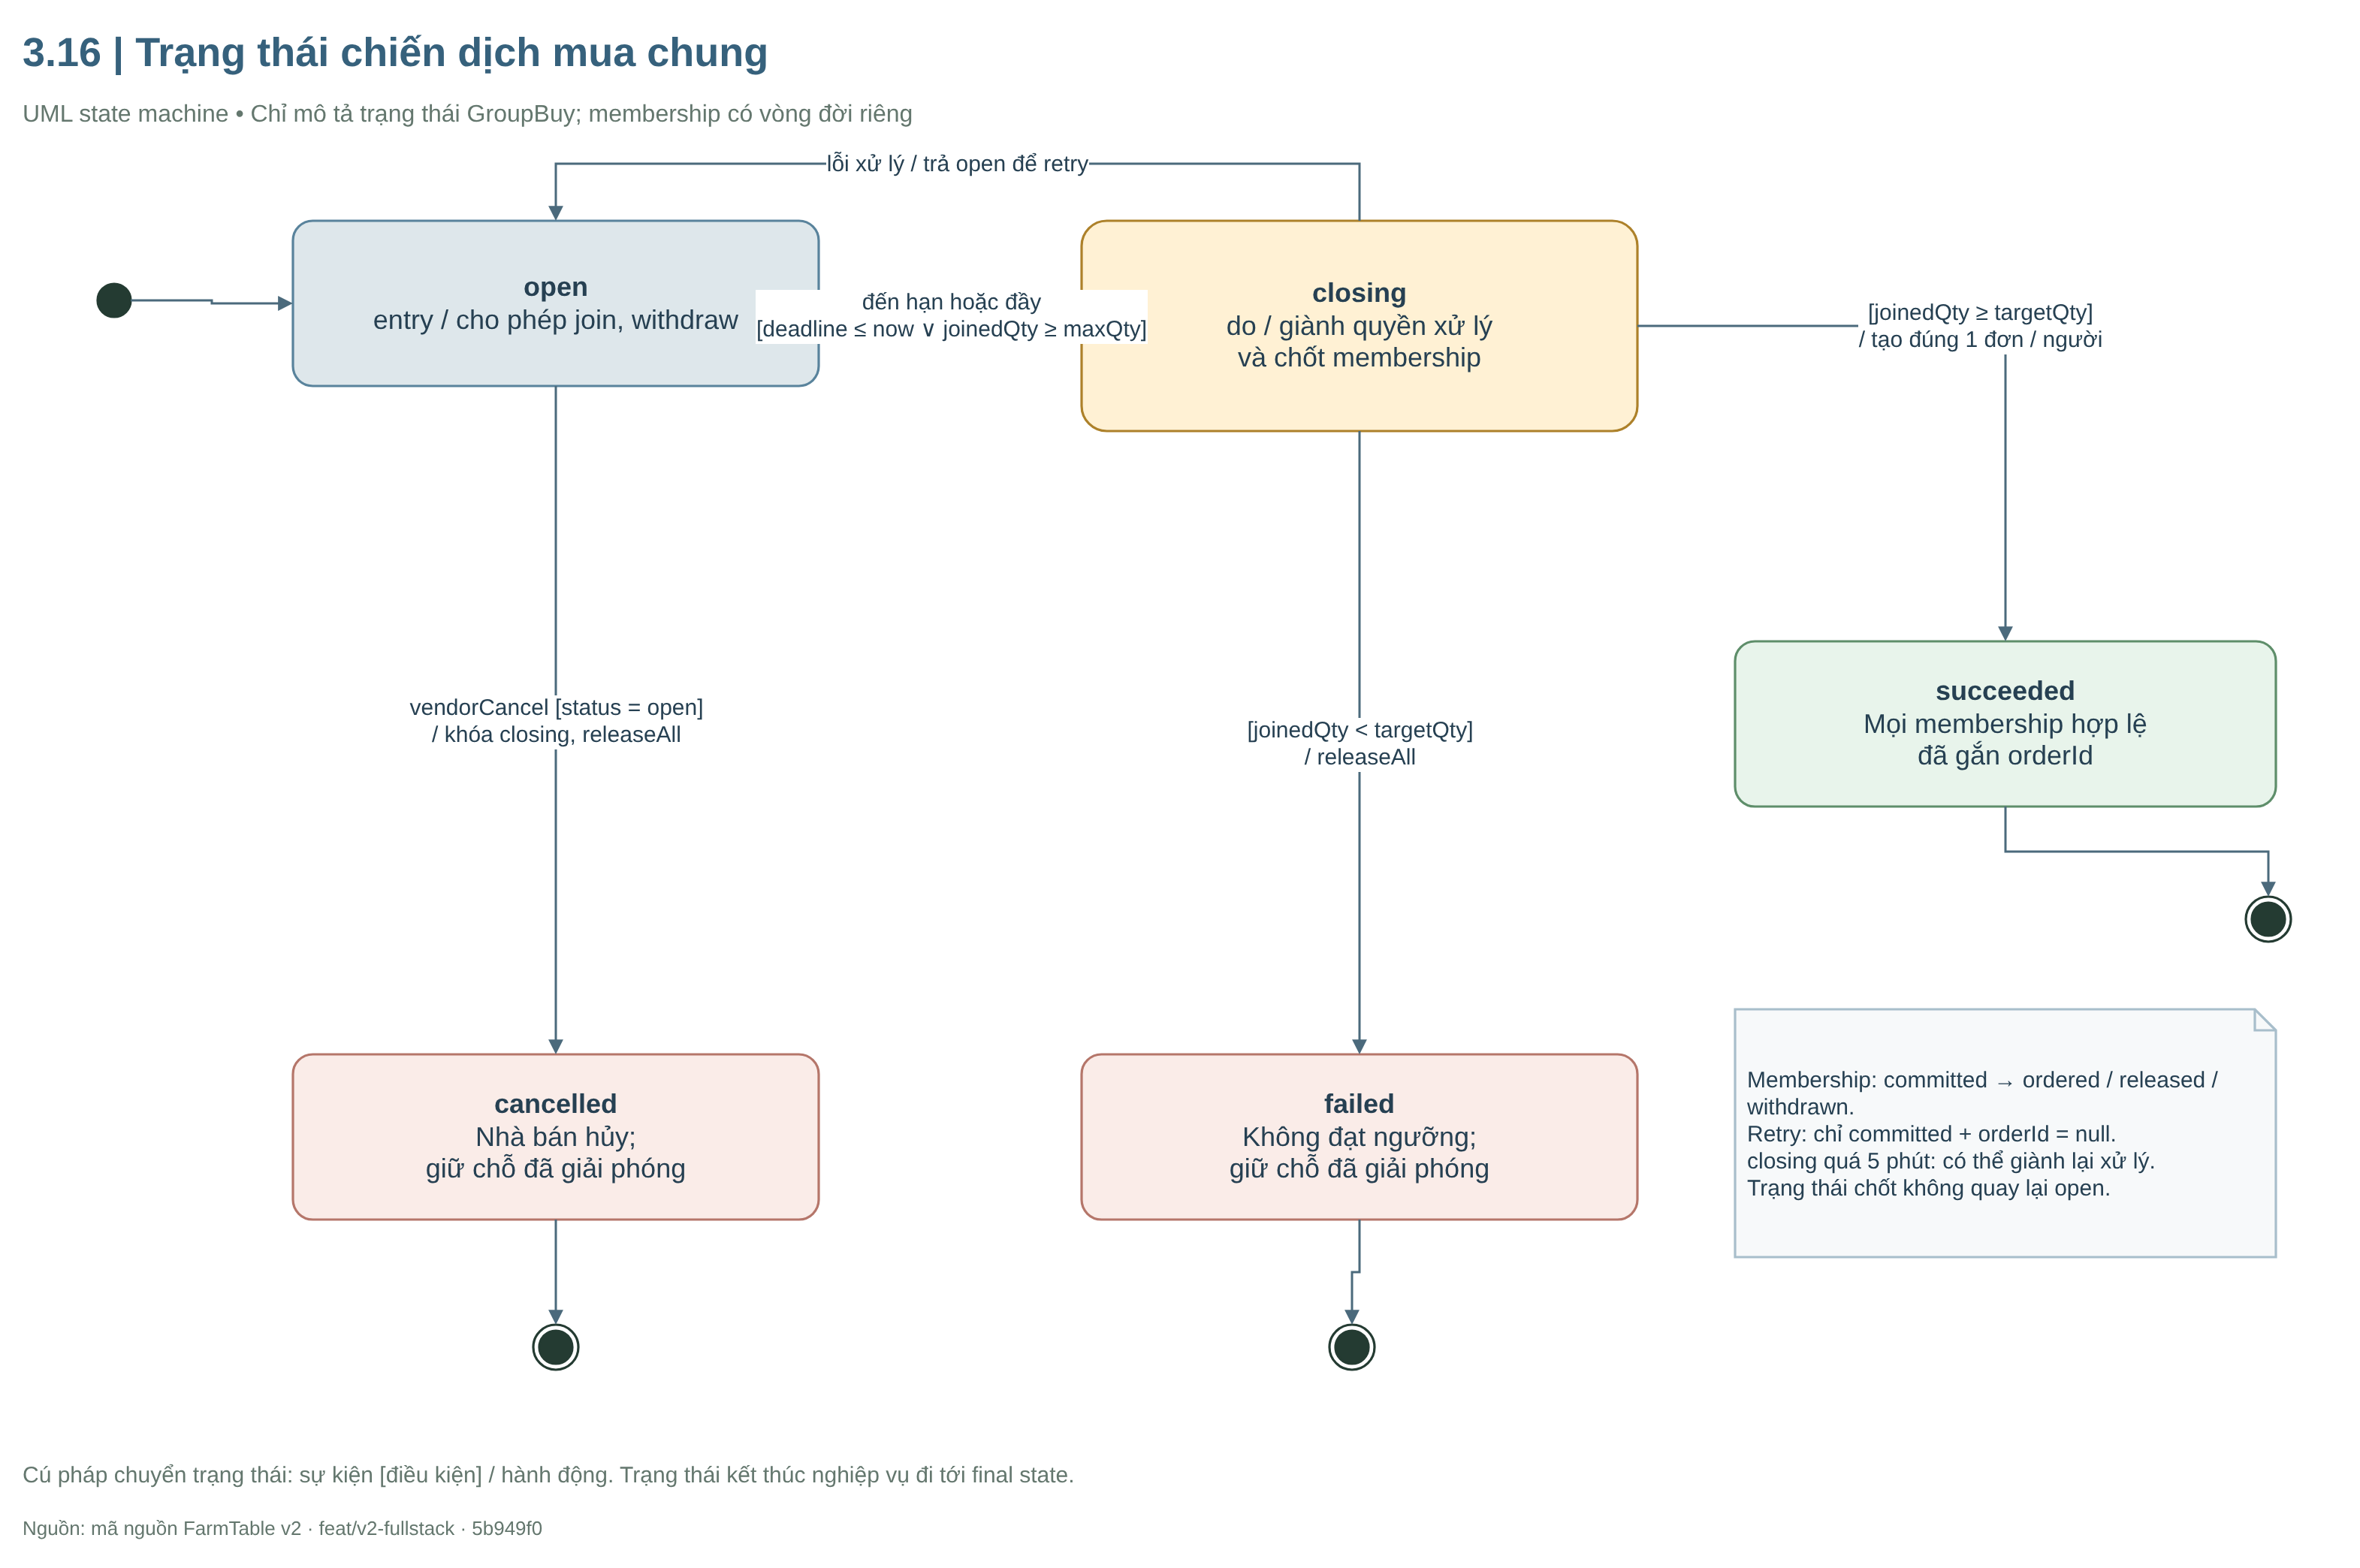 3.16 | Trạng thái chiến dịch mua chung
UML state machine • Chỉ mô tả trạng thái GroupBuy; membership có vòng đời riêng
lỗi xử lý / trả open để retry
open
entry / cho phép join, withdraw
đến hạn hoặc đầy
[deadline ≤ now ∨ joinedQty ≥ maxQty]
closing
do / giành quyền xử lý
và chốt membership
[joinedQty ≥ targetQty]
/ tạo đúng 1 đơn / người
vendorCancel [status = open]
/ khóa closing, releaseAll
[joinedQty < targetQty]
/ releaseAll
succeeded
Mọi membership hợp lệ
đã gắn orderId
cancelled
Nhà bán hủy;
giữ chỗ đã giải phóng
failed
Không đạt ngưỡng;
giữ chỗ đã giải phóng
Membership: committed → ordered / released /
withdrawn.
Retry: chỉ committed + orderId = null.
closing quá 5 phút: có thể giành lại xử lý.
Trạng thái chốt không quay lại open.
Cú pháp chuyển trạng thái: sự kiện [điều kiện] / hành động. Trạng thái kết thúc nghiệp vụ đi tới final state.
Nguồn: mã nguồn FarmTable v2 · feat/v2-fullstack · 5b949f0